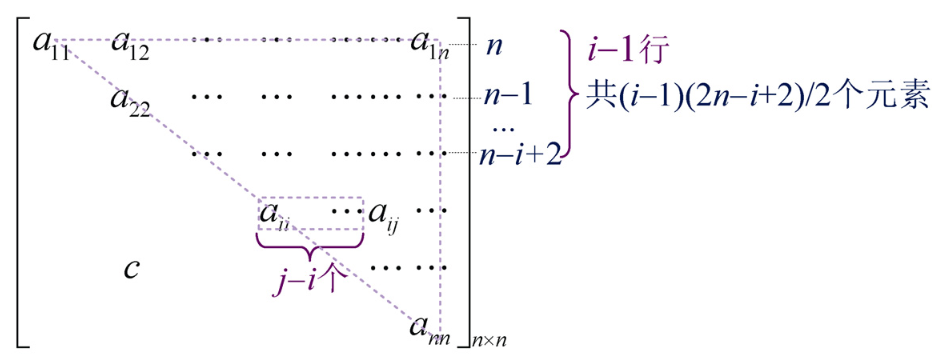 a11 a12 ··· ··· ······ a1n n
i−1行
a22 ··· ··· ······ ··· n−1
共(i−1)(2n−i+2)/2个元素
...
··· ··· ······ ··· n−i+2
aii ··· aij ···
j−i个
c ··· ···
ann n×n